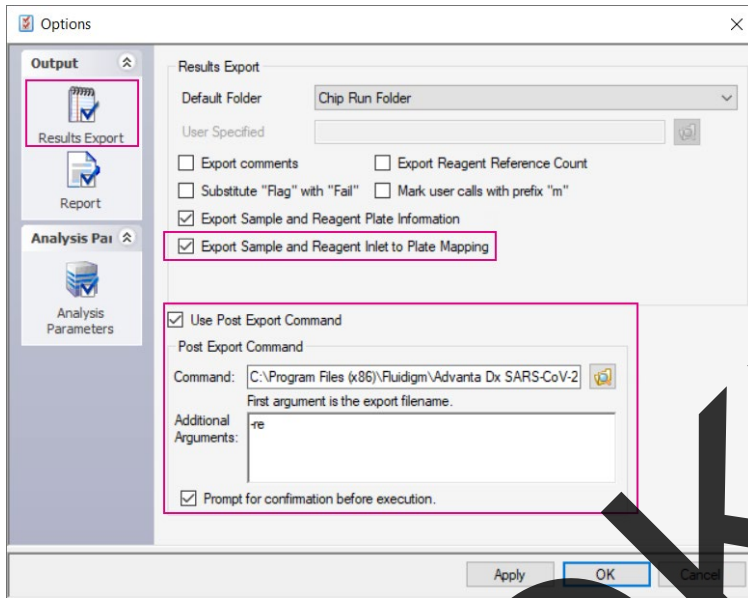 Options
Output
Results Export
Report
Analysis Par
Analysis
Parameters
Results Export
Default Folder
Chip Run Folder
User Specified
Export comments
Export Reagent Reference Count
Substitute "Flag" with "Fail"
Mark user calls with prefix "m"
Export Sample and Reagent Plate Information
Export Sample and Reagent Inlet to Plate Mapping
Use Post Export Command
Post Export Command
Command:
C:\Program Files (x86)\Fluidigm\Advanta Dx SARS-CoV-2
First argument is the export filename.
Additional
Arguments:
-re
Prompt for confirmation before execution.
Apply
OK
Cancel